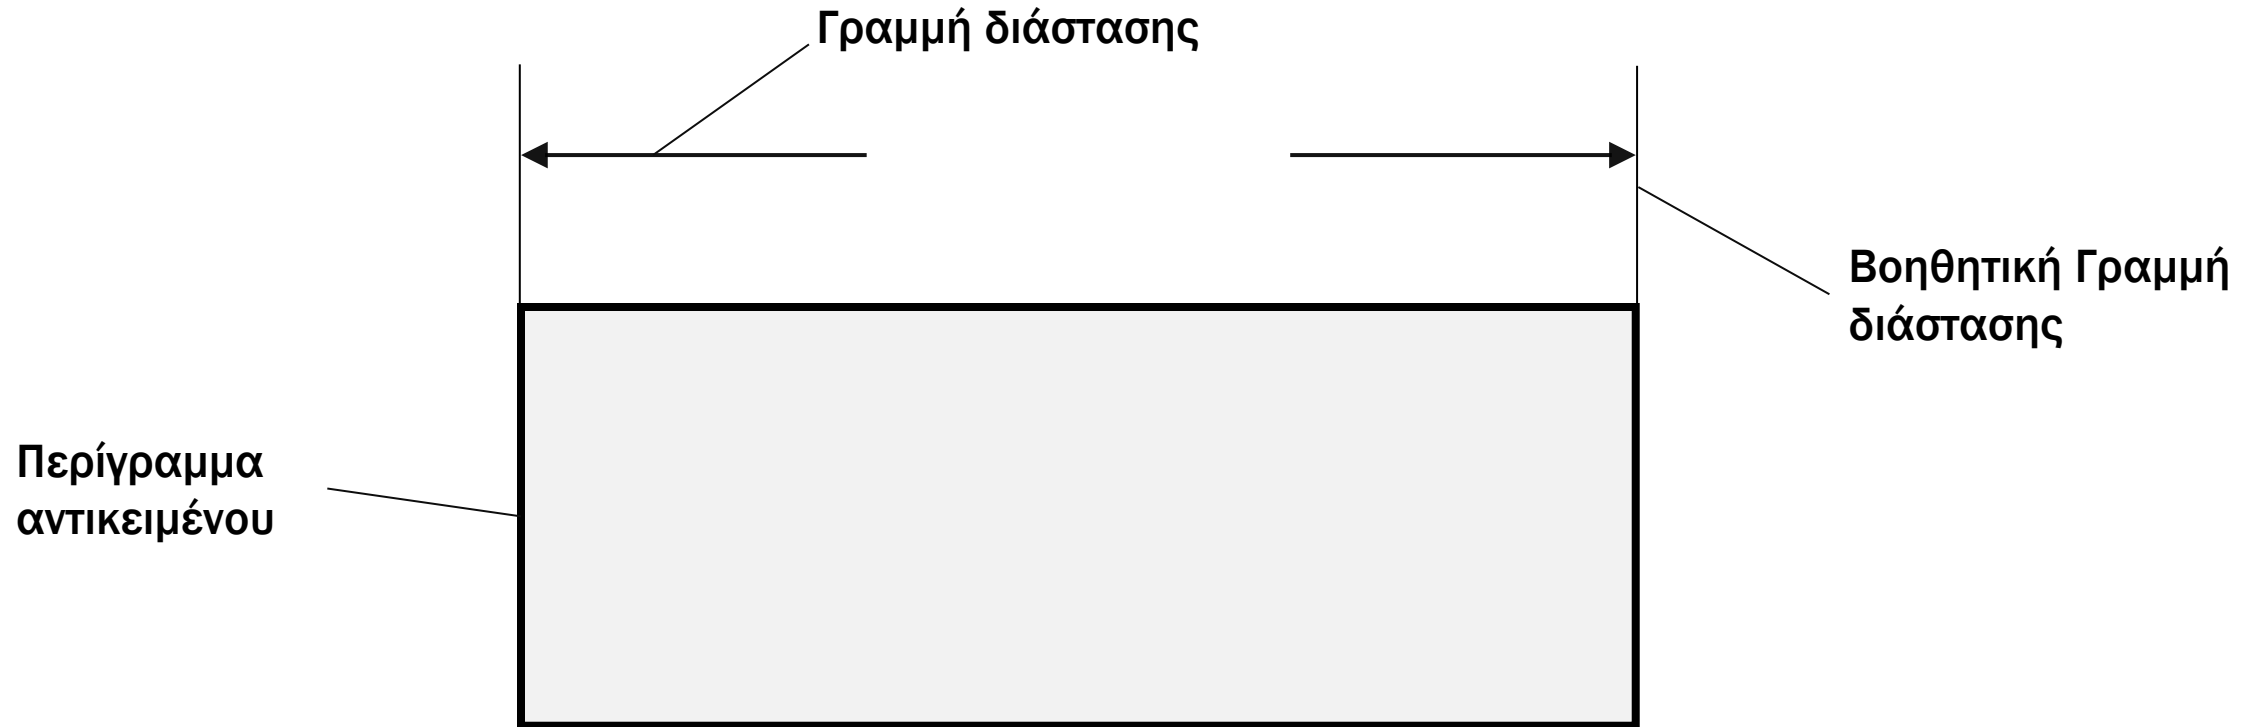 Γραμμή διάστασης
Βοηθητική Γραμμή
διάστασης
Περίγραμμα
αντικειμένου